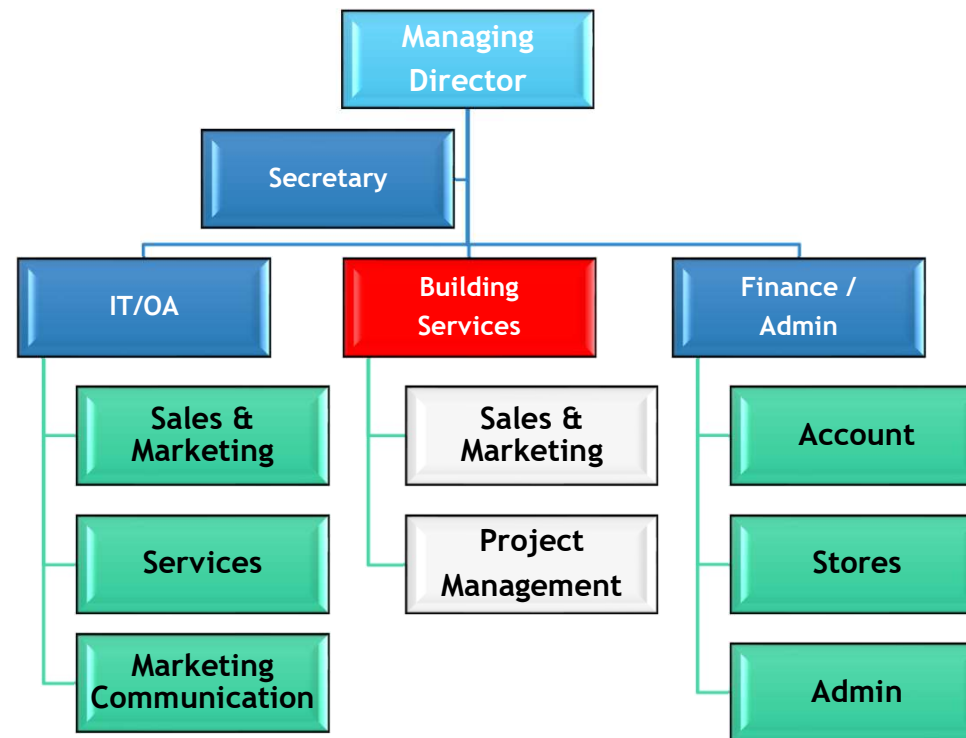 Managing
Director
Secretary
IT/OA
Building
Services
Finance /
Admin
Sales &
Marketing
Services
Marketing
Communication
Sales &
Marketing
Project
Management
Account
Stores
Admin